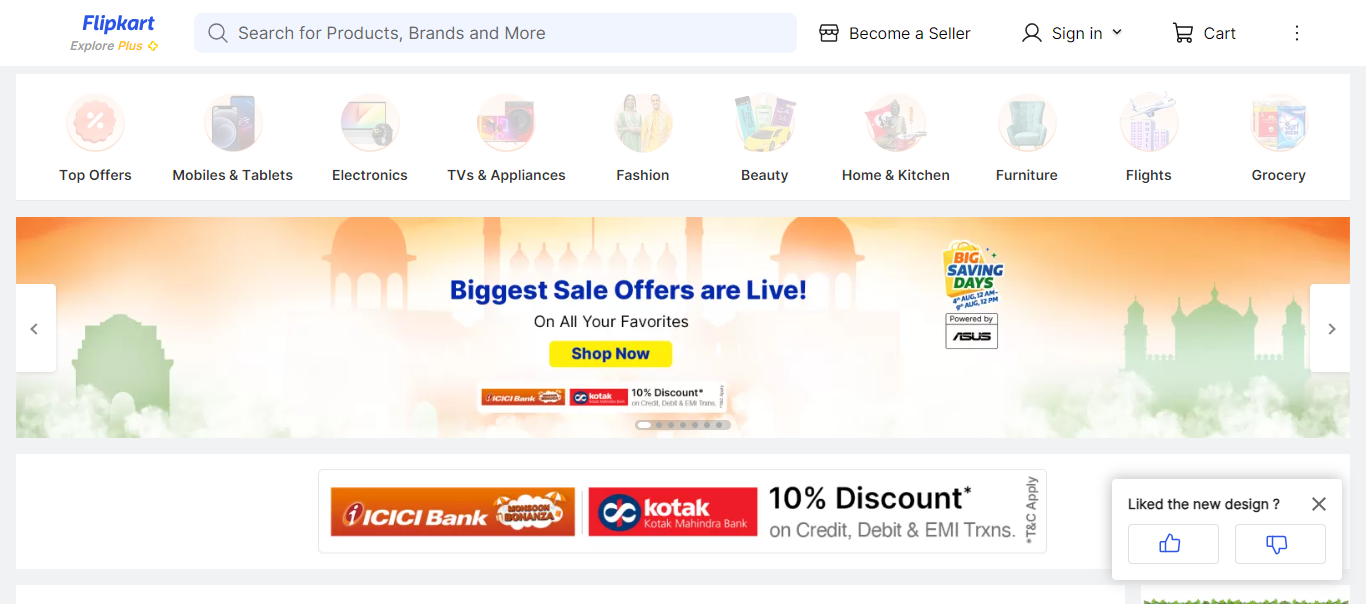 Flipkart
Explore Plus
Search for Products, Brands and More
Become a Seller
Sign in
Cart
Top Offers
Mobiles & Tablets
Electronics
TVs & Appliances
Fashion
Beauty
Home & Kitchen
Furniture
Flights
Grocery
Biggest Sale Offers are Live!
On All Your Favorites
Shop Now
ICICI Bank
kotak
Kotak Mahindra Bank
10% Discount*
on Credit, Debit & EMI Trxns.
*T&C Apply
BIG
SAVING
DAYS
4th AUG, 12 AM-
9th AUG, 12 PM
Powered by
ASUS
ICICI Bank
MONSOON
BONANZA
kotak
Kotak Mahindra Bank
10% Discount*
on Credit, Debit & EMI Trxns.
*T&C Apply
Liked the new design ?